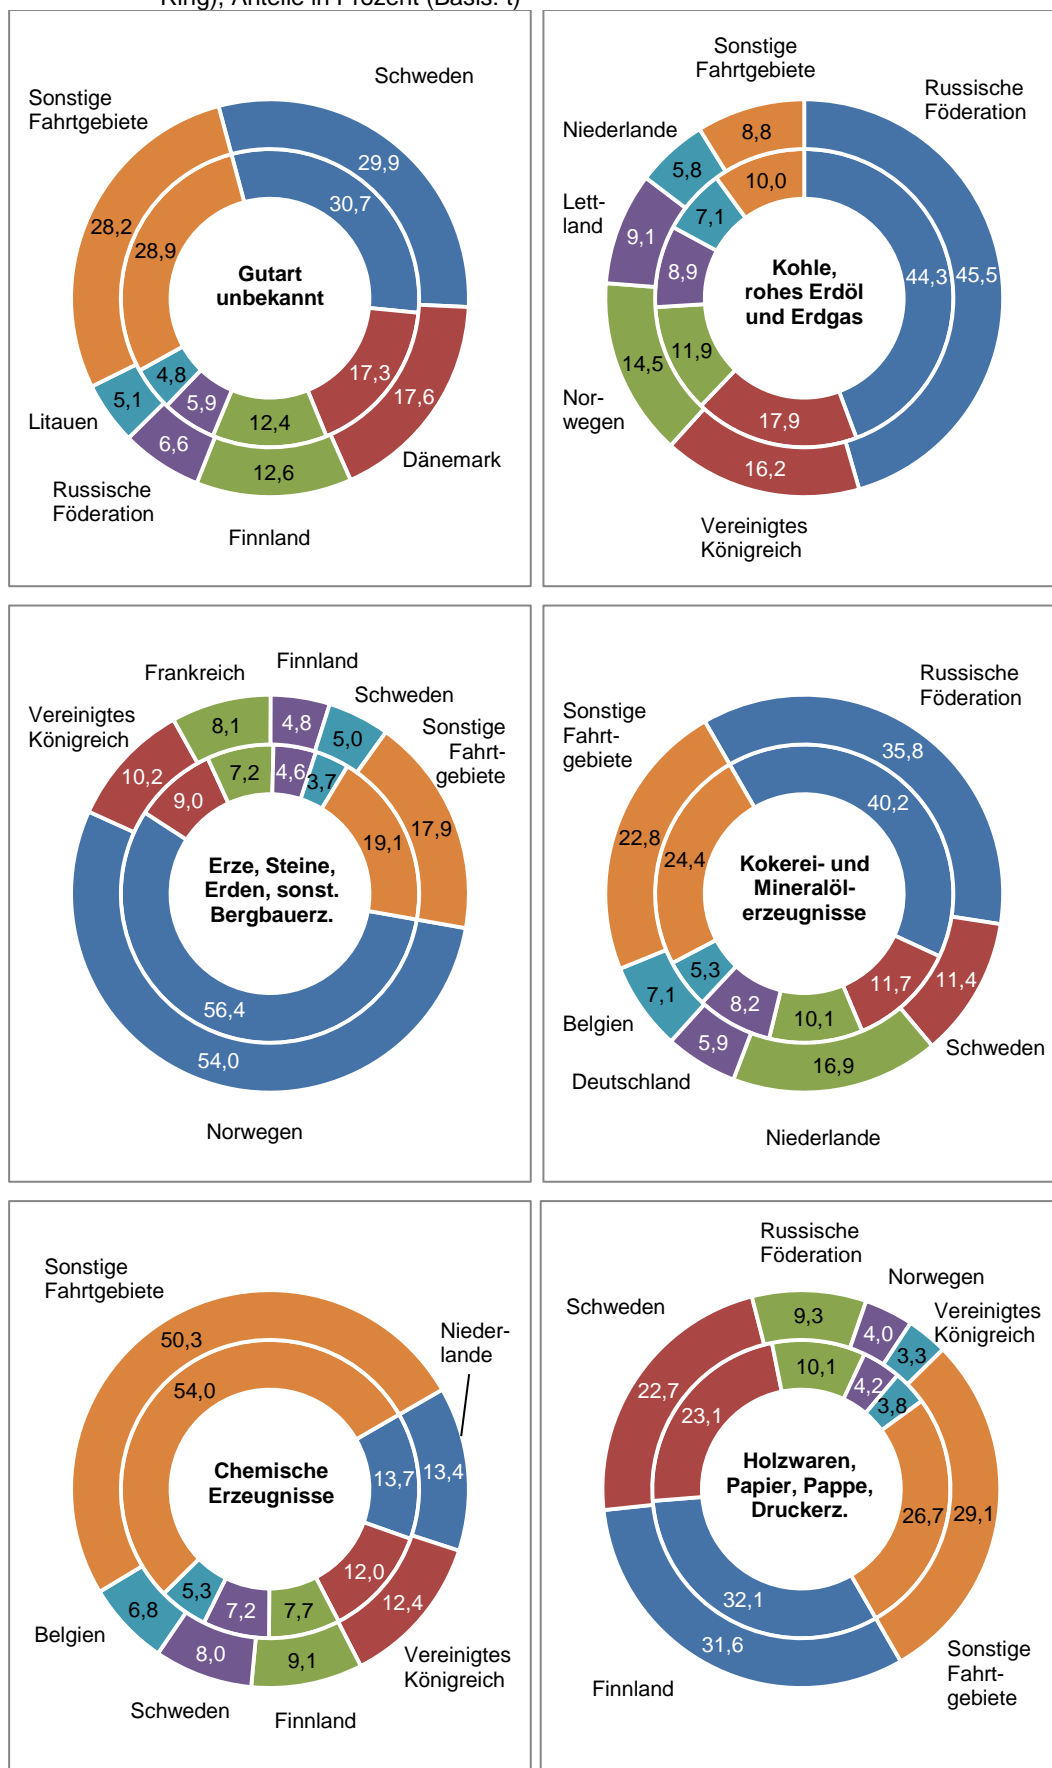 Ring), Anteile in Prozent (Basis: t)
Schweden
Sonstige
Fahrtgebiete
29,9
30,7
28,2
28,9
Gutart
unbekannt
17,3
17,6
4,8
5,1
5,9
6,6
12,4
12,6
Litauen
Dänemark
Russische
Föderation
Finnland
Sonstige
Fahrtgebiete
Russische
Föderation
Niederlande
8,8
5,8
10,0
Lett-
land
7,1
9,1
8,9
Kohle,
rohes Erdöl
und Erdgas
44,3
45,5
14,5
11,9
Nor-
wegen
17,9
16,2
Vereinigtes
Königreich
Frankreich
Finnland
Schweden
Vereinigtes
Königreich
Sonstige
Fahrt-
gebiete
8,1
4,8
5,0
10,2
7,2
4,6
3,7
9,0
17,9
19,1
Erze, Steine,
Erden, sonst.
Bergbauerz.
56,4
54,0
Norwegen
Russische
Föderation
Sonstige
Fahrt-
gebiete
35,8
40,2
22,8
24,4
Kokerei- und
Mineralöl-
erzeugnisse
5,3
7,1
8,2
11,7
11,4
10,1
5,9
16,9
Belgien
Schweden
Deutschland
Niederlande
Sonstige
Fahrtgebiete
Nieder-
lande
50,3
54,0
Chemische
Erzeugnisse
13,7
13,4
12,0
12,4
5,3
6,8
7,2
7,7
8,0
9,1
Belgien
Vereinigtes
Königreich
Schweden
Finnland
Russische
Föderation
Norwegen
Schweden
Vereinigtes
Königreich
9,3
4,0
3,3
10,1
4,2
3,8
22,7
23,1
Holzwaren,
Papier, Pappe,
Druckerz.
26,7
29,1
32,1
31,6
Finnland
Sonstige
Fahrt-
gebiete